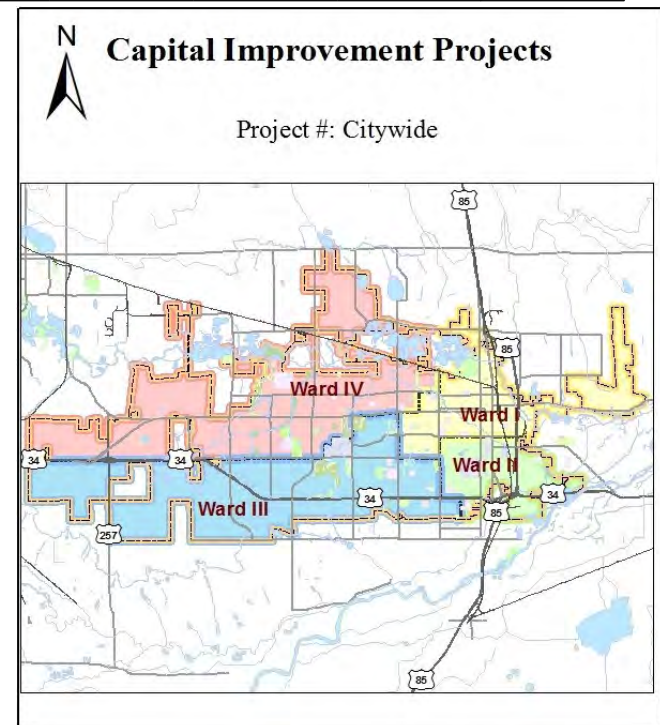 N
Capital Improvement Projects
Project #: Citywide
85
85
Ward IV
Ward I
34
34
Ward II
Ward III
34
34
85
257
85